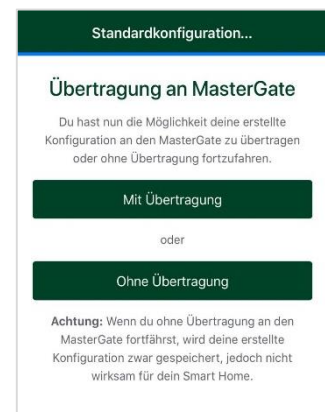 Standardkonfiguration...
Übertragung an MasterGate
Du hast nun die Möglichkeit deine erstellte
Konfiguration an den MasterGate zu übertragen
oder ohne Übertragung fortzufahren.
Mit Übertragung
oder
Ohne Übertragung
Achtung: Wenn du ohne Übertragung an den
MasterGate fortfährst, wird deine erstellte
Konfiguration zwar gespeichert, jedoch nicht
wirksam für dein Smart Home.